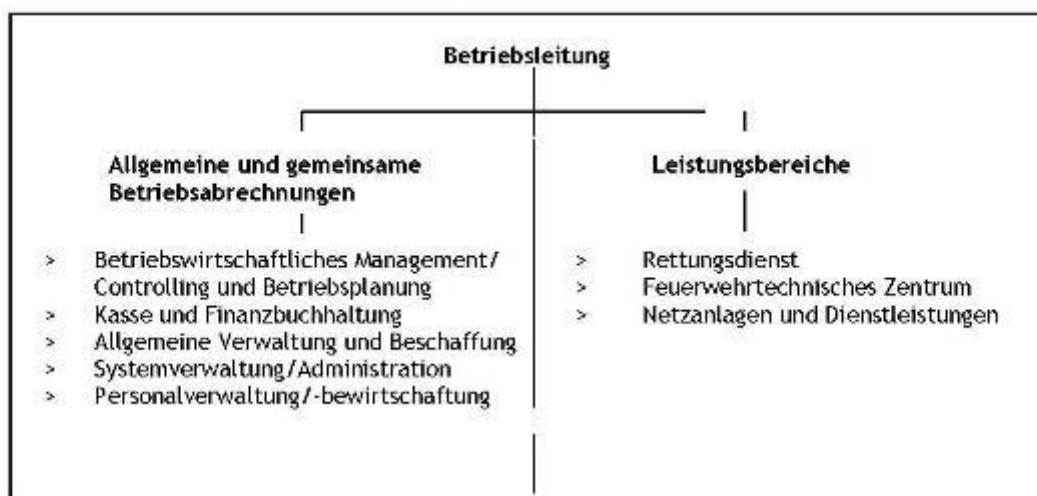 Betriebsleitung
Allgemeine und gemeinsame
Betriebsabrechnungen
> Betriebswirtschaftliches Management/
Controlling und Betriebsplanung
> Kasse und Finanzbuchhaltung
> Allgemeine Verwaltung und Beschaffung
> Systemverwaltung/Administration
> Personalverwaltung/-bewirtschaftung
Leistungsbereiche
> Rettungsdienst
> Feuerwehrtechnisches Zentrum
> Netzanlagen und Dienstleistungen